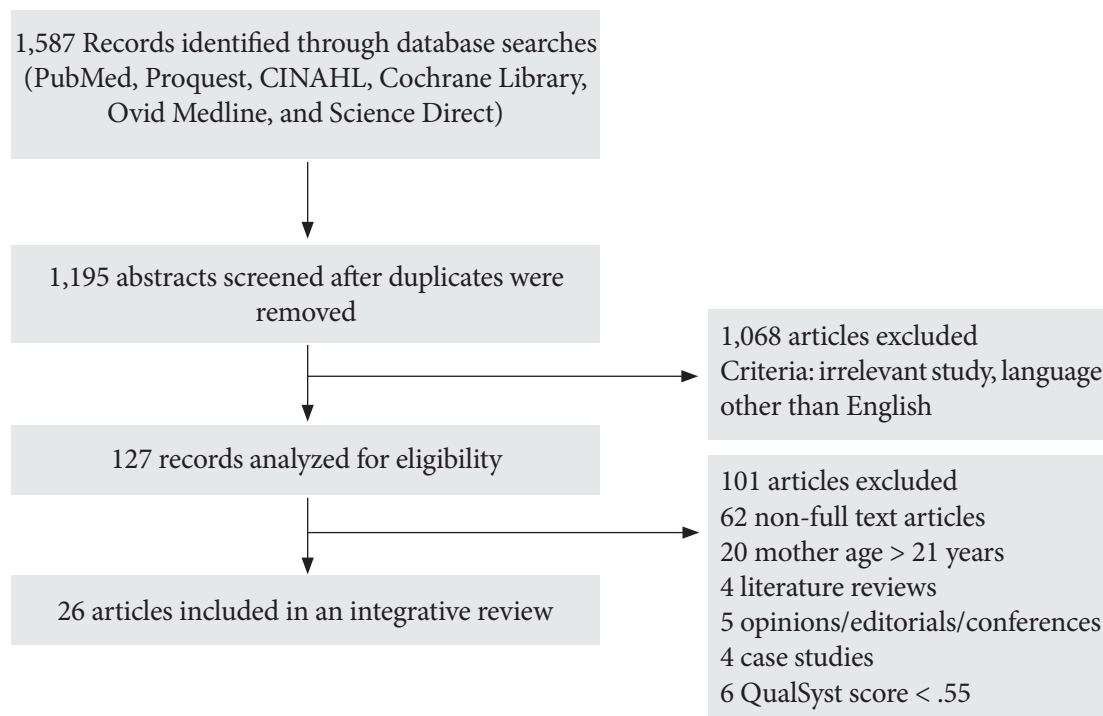 1,587 Records identified through database searches
(PubMed, Proquest, CINAHL, Cochrane Library,
Ovid Medline, and Science Direct)
1,195 abstracts screened after duplicates were
removed
1,068 articles excluded
Criteria: irrelevant study, language
other than English
127 records analyzed for eligibility
101 articles excluded
62 non-full text articles
20 mother age > 21 years
4 literature reviews
5 opinions/editorials/conferences
4 case studies
6 QualSyst score < .55
26 articles included in an integrative review